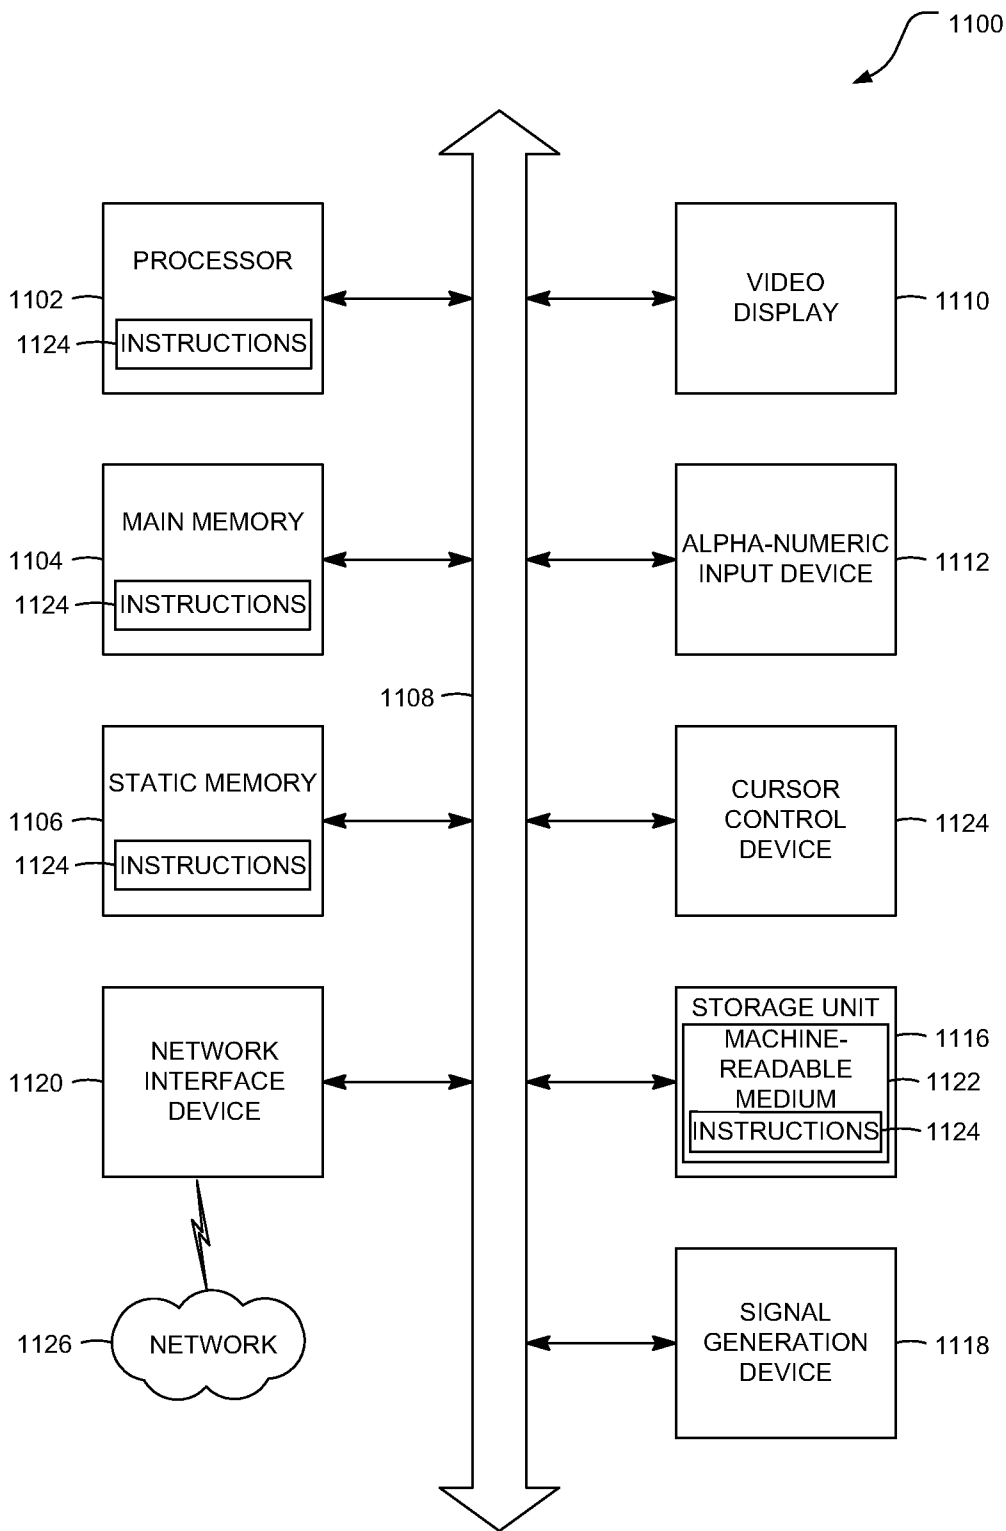 1100
PROCESSOR
1102
1124
INSTRUCTIONS
VIDEO
DISPLAY
1110
MAIN MEMORY
1104
1124
INSTRUCTIONS
ALPHA-NUMERIC
INPUT DEVICE
1112
1108
STATIC MEMORY
1106
1124
INSTRUCTIONS
CURSOR
CONTROL
DEVICE
1124
NETWORK
INTERFACE
DEVICE
1120
STORAGE UNIT
MACHINE-
READABLE
MEDIUM
INSTRUCTIONS
1116
1122
1124
1126
NETWORK
SIGNAL
GENERATION
DEVICE
1118